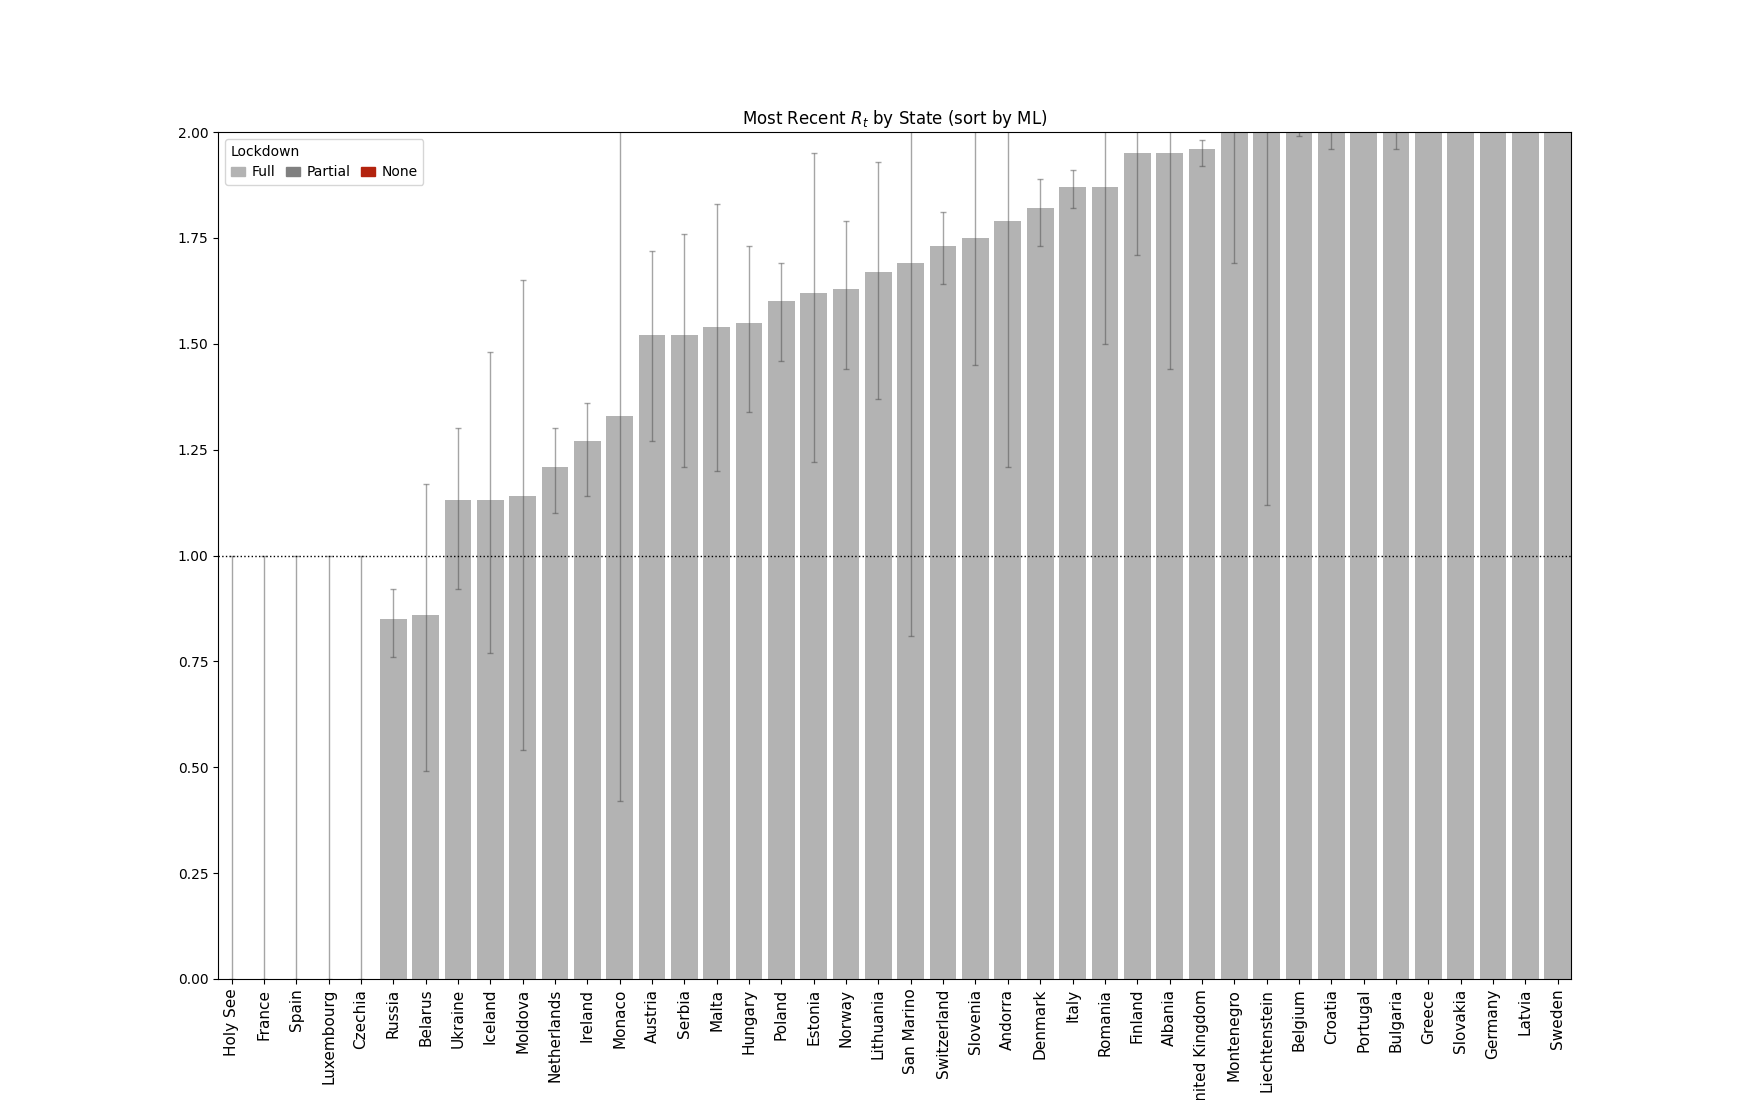 Most Recent Rt by State (sort by ML)
Lockdown
Full Partial None
2.00
1.75
1.50
1.25
1.00
0.75
0.50
0.25
0.00
Holy See
France
Spain
Luxembourg
Czechia
Russia
Belarus
Ukraine
Iceland
Moldova
Netherlands
Ireland
Monaco
Austria
Serbia
Malta
Hungary
Poland
Estonia
Norway
Lithuania
San Marino
Switzerland
Slovenia
Andorra
Denmark
Italy
Romania
Finland
Albania
nited Kingdom
Montenegro
Liechtenstein
Belgium
Croatia
Portugal
Bulgaria
Greece
Slovakia
Germany
Latvia
Sweden